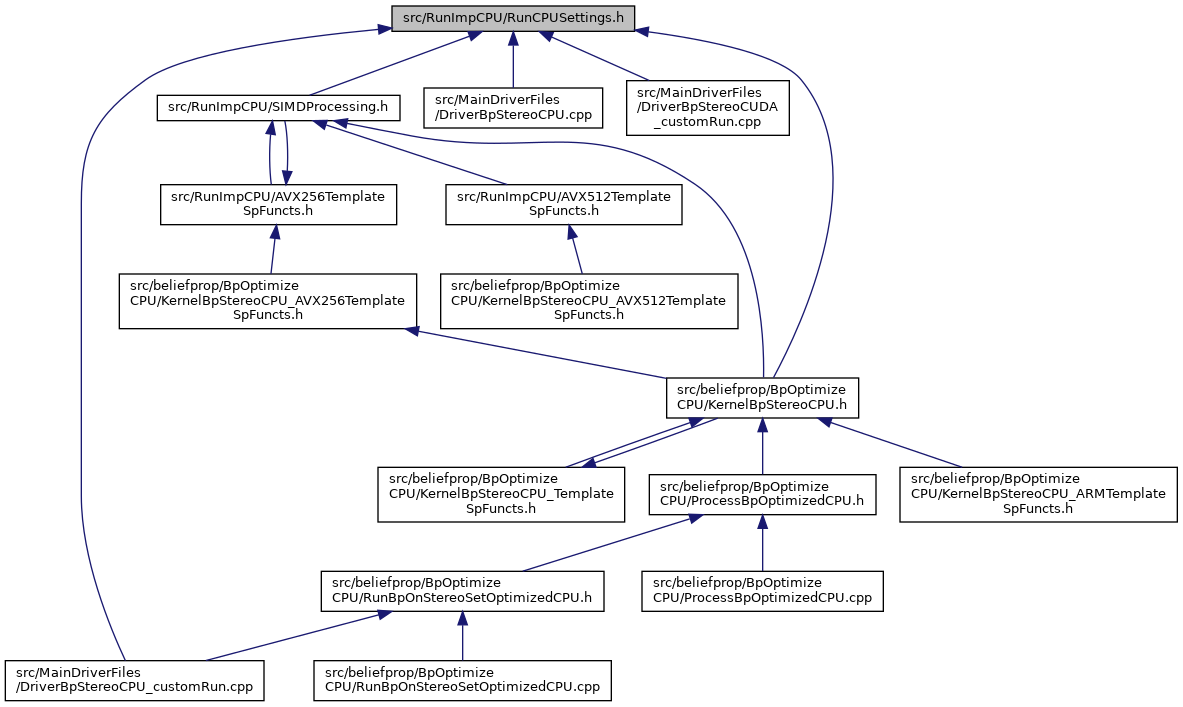 src/RunImpCPU/RunCPUSettings.h
src/RunImpCPU/SIMDProcessing.h
src/MainDriverFiles
/DriverBpStereoCPU.cpp
src/MainDriverFiles
/DriverBpStereoCUDA
_customRun.cpp
src/RunImpCPU/AVX256Template
SpFuncts.h
src/RunImpCPU/AVX512Template
SpFuncts.h
src/beliefprop/BpOptimize
CPU/KernelBpStereoCPU_AVX256Template
SpFuncts.h
src/beliefprop/BpOptimize
CPU/KernelBpStereoCPU_AVX512Template
SpFuncts.h
src/beliefprop/BpOptimize
CPU/KernelBpStereoCPU.h
src/beliefprop/BpOptimize
CPU/KernelBpStereoCPU_Template
SpFuncts.h
src/beliefprop/BpOptimize
CPU/ProcessBpOptimizedCPU.h
src/beliefprop/BpOptimize
CPU/KernelBpStereoCPU_ARMTemplate
SpFuncts.h
src/beliefprop/BpOptimize
CPU/RunBpOnStereoSetOptimizedCPU.h
src/beliefprop/BpOptimize
CPU/ProcessBpOptimizedCPU.cpp
src/MainDriverFiles
/DriverBpStereoCPU_customRun.cpp
src/beliefprop/BpOptimize
CPU/RunBpOnStereoSetOptimizedCPU.cpp